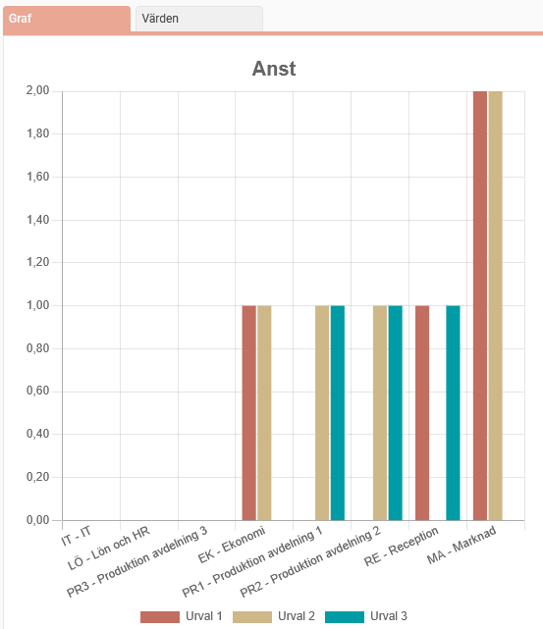 Graf Värden
Anst
2,00
1,80
1,60
1,40
1,20
1,00
0,80
0,60
0,40
0,20
0,00
IT - IT
LÖ - Lön och HR
PR3 - Produktion avdelning 3
EK - Ekonomi
PR1 - Produktion avdelning 1
PR2 - Produktion avdelning 2
RE - Reception
MA - Marknad
Urval 1 Urval 2 Urval 3